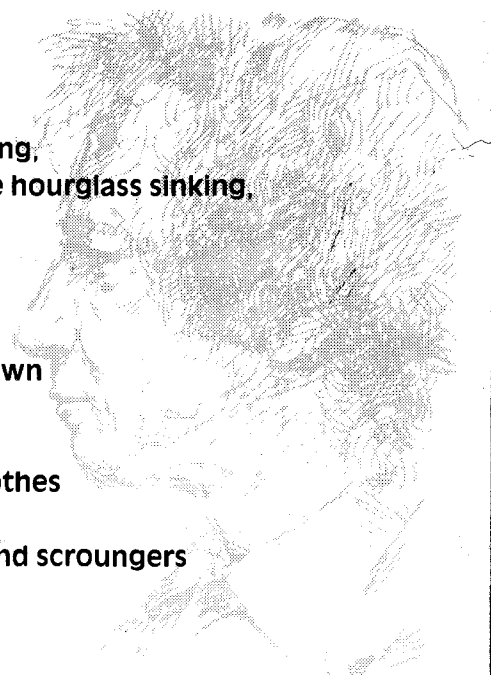 ng,
e hourglass sinking,
wn
othes
nd scroungers